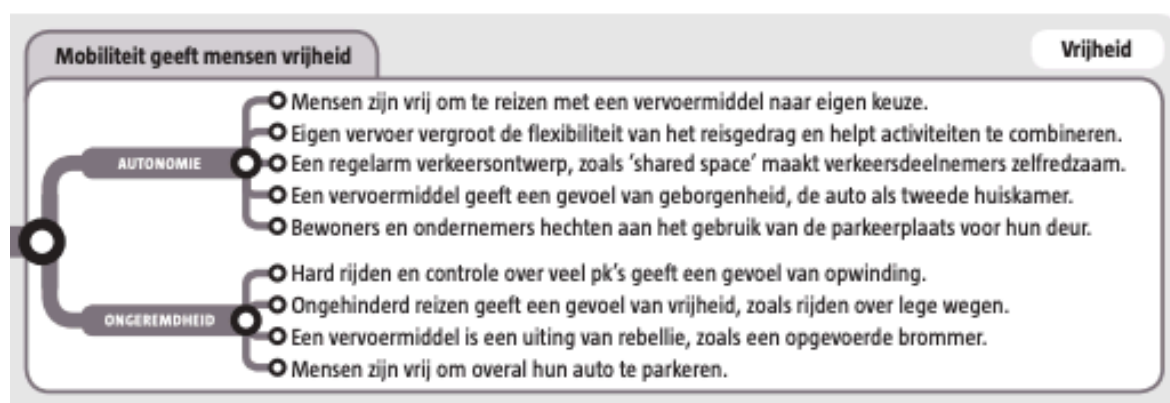 Mobiliteit geeft mensen vrijheid
Vrijheid
AUTONOMIE
Mensen zijn vrij om te reizen met een vervoermiddel naar eigen keuze.
Eigen vervoer vergroot de flexibiliteit van het reisgedrag en helpt activiteiten te combineren.
Een regelarm verkeersontwerp, zoals ‘shared space’ maakt verkeersdeelnemers zelfredzaam.
Een vervoermiddel geeft een gevoel van geborgenheid, de auto als tweede huiskamer.
Bewoners en ondernemers hechten aan het gebruik van de parkeerplaats voor hun deur.
ONGEREMDHEID
Hard rijden en controle over veel pk’s geeft een gevoel van opwinding.
Ongehinderd reizen geeft een gevoel van vrijheid, zoals rijden over lege wegen.
Een vervoermiddel is een uiting van rebellie, zoals een opgevoerde brommer.
Mensen zijn vrij om overal hun auto te parkeren.